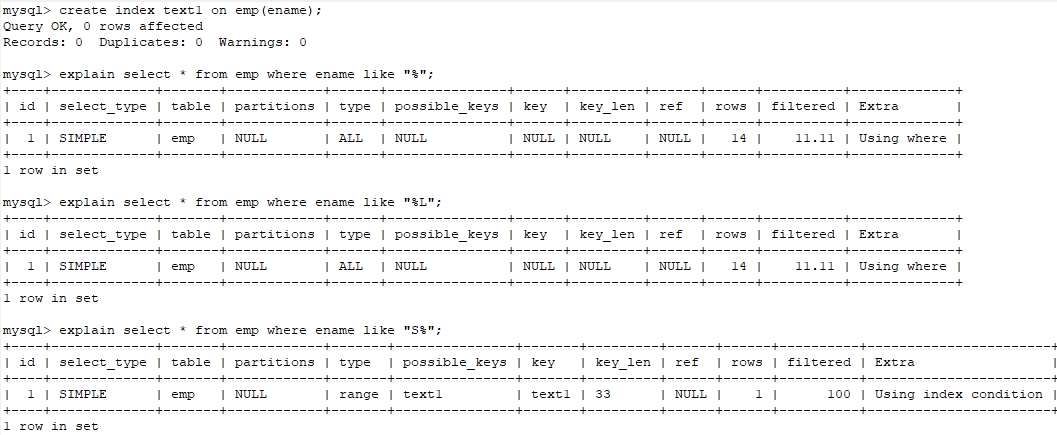 mysql> create index text1 on emp(ename);
Query OK, 0 rows affected
Records: 0  Duplicates: 0  Warnings: 0
mysql> explain select * from emp where ename like "%";
+----+-------------+-------+------------+------+---------------+------+---------+------+------+----------+-------------+
| id | select_type | table | partitions | type | possible_keys | key  | key_len | ref  | rows | filtered | Extra       |
+----+-------------+-------+------------+------+---------------+------+---------+------+------+----------+-------------+
|  1 | SIMPLE      | emp   | NULL       | ALL  | NULL          | NULL | NULL    | NULL |   14 |    11.11 | Using where |
+----+-------------+-------+------------+------+---------------+------+---------+------+------+----------+-------------+
1 row in set
mysql> explain select * from emp where ename like "%L";
+----+-------------+-------+------------+------+---------------+------+---------+------+------+----------+-------------+
| id | select_type | table | partitions | type | possible_keys | key  | key_len | ref  | rows | filtered | Extra       |
+----+-------------+-------+------------+------+---------------+------+---------+------+------+----------+-------------+
|  1 | SIMPLE      | emp   | NULL       | ALL  | NULL          | NULL | NULL    | NULL |   14 |    11.11 | Using where |
+----+-------------+-------+------------+------+---------------+------+---------+------+------+----------+-------------+
1 row in set
mysql> explain select * from emp where ename like "S%";
+----+-------------+-------+------------+-------+---------------+-------+---------+------+------+----------+-----------------------+
| id | select_type | table | partitions | type  | possible_keys | key   | key_len | ref  | rows | filtered | Extra                 |
+----+-------------+-------+------------+-------+---------------+-------+---------+------+------+----------+-----------------------+
|  1 | SIMPLE      | emp   | NULL       | range | text1         | text1 | 33      | NULL |    1 |      100 | Using index condition |
+----+-------------+-------+------------+-------+---------------+-------+---------+------+------+----------+-----------------------+
1 row in set